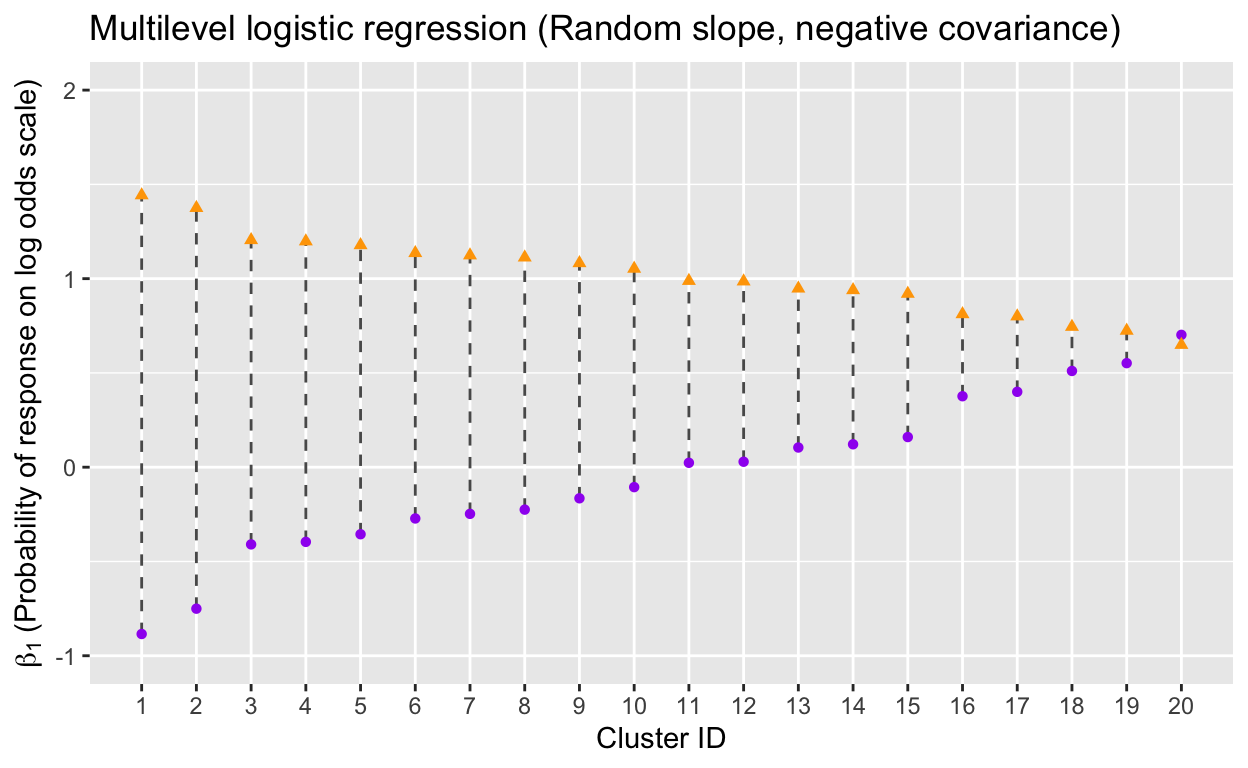 Multilevel logistic regression (Random slope, negative covariance)
β₁ (Probability of response on log odds scale)
2
1
0
-1
1 2 3 4 5 6 7 8 9 10 11 12 13 14 15 16 17 18 19 20
Cluster ID